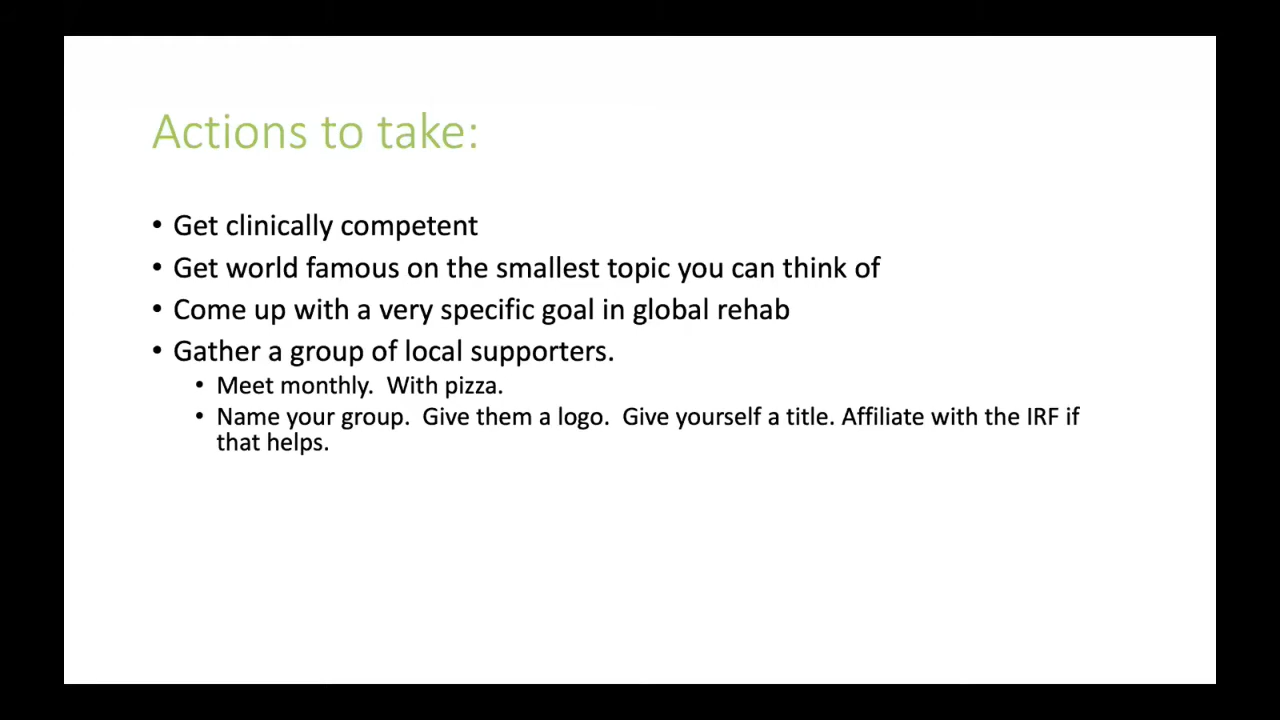 Actions to take:
• Get clinically competent
• Get world famous on the smallest topic you can think of
• Come up with a very specific goal in global rehab
• Gather a group of local supporters.
• Meet monthly.  With pizza.
• Name your group.  Give them a logo.  Give yourself a title. Affiliate with the IRF if
that helps.